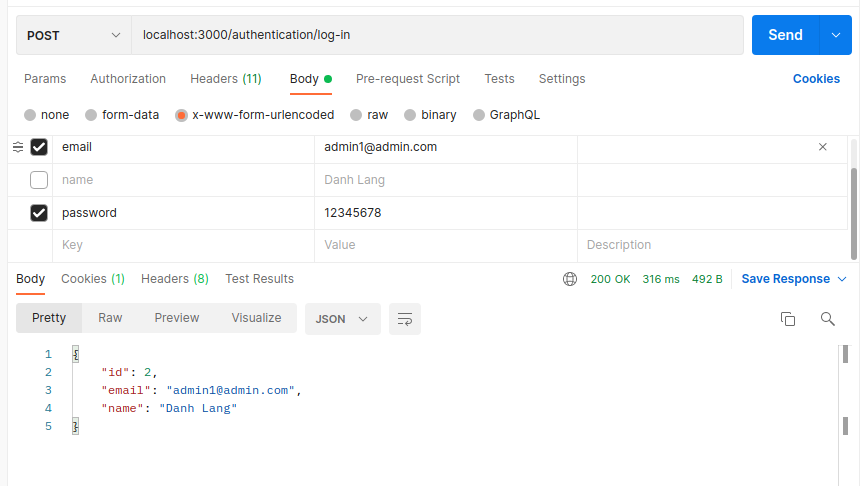 POST localhost:3000/authentication/log-in Send
Params Authorization Headers (11) Body Pre-request Script Tests Settings Cookies
none form-data x-www-form-urlencoded raw binary GraphQL
email admin1@admin.com
name Danh Lang
password 12345678
Key Value Description
Body Cookies (1) Headers (8) Test Results 200 OK 316 ms 492 B Save Response
Pretty Raw Preview Visualize JSON
1 {
2 "id": 2,
3 "email": "admin1@admin.com",
4 "name": "Danh Lang"
5 }